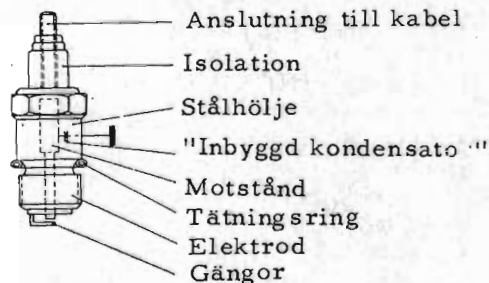 Anslutning till kabel
Isolation
Stålhölje
"Inbyggd kondensato "
Motstånd
Tätningsring
Elektrod
Gängor